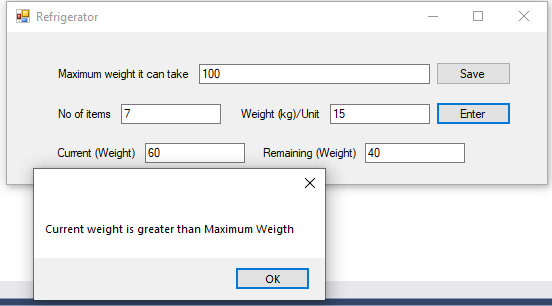 Refrigerator
Maximum weight it can take 100 Save
No of items 7 Weight (kg)/Unit 15 Enter
Current (Weight) 60 Remaining (Weight) 40
Current weight is greater than Maximum Weigth
OK